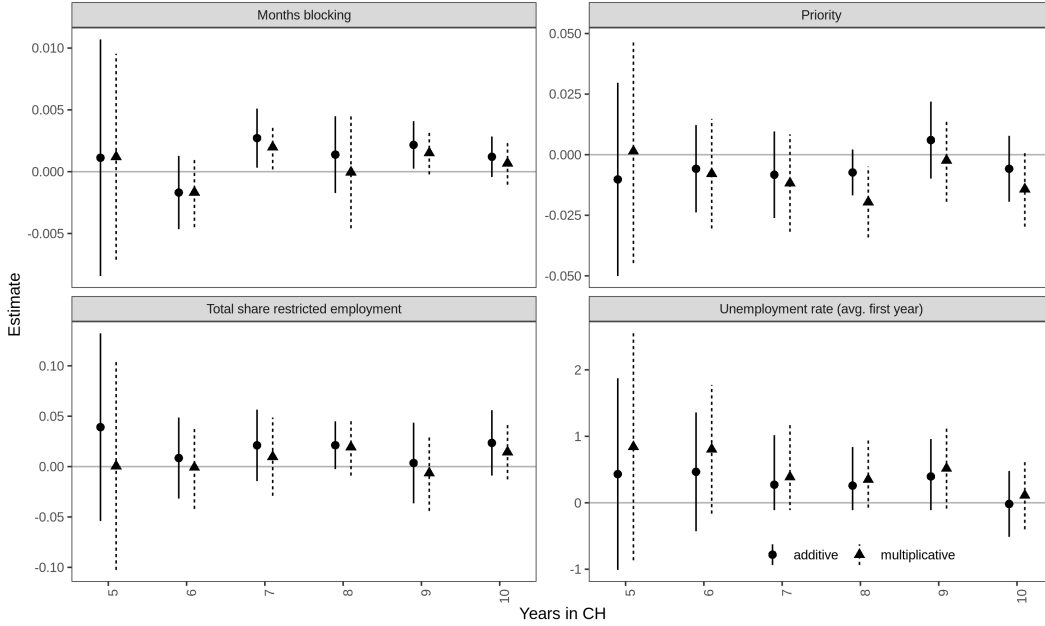 Months blocking
Priority
0.010
0.005
0.000
-0.005
0.050
0.025
0.000
-0.025
-0.050
Estimate
Total share restricted employment
Unemployment rate (avg. first year)
0.10
0.05
0.00
-0.05
-0.10
2
1
0
-1
additive multiplicative
5 6 7 8 9 10
5 6 7 8 9 10
Years in CH